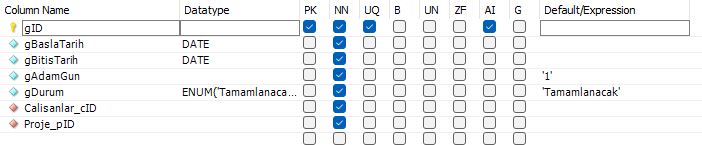 Column Name Datatype PK NN UQ B UN ZF AI G Default/Expression
gID
gBaslaTarih DATE
gBitisTarih DATE
gAdamGun '1'
gDurum ENUM('Tamamlanaca... 'Tamamlanacak'
Calisanlar_cID
Proje_pID